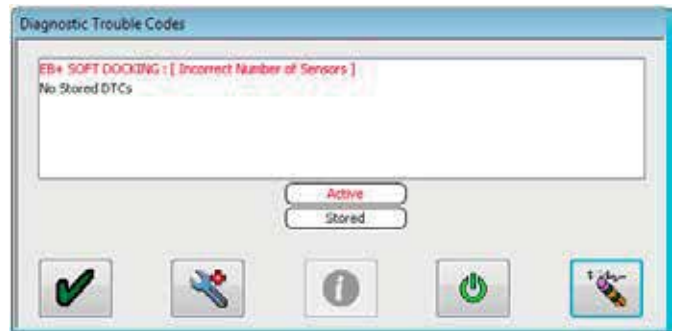 Diagnostic Trouble Codes
EB+ SOFT DOCKING : [ Incorrect Number of Sensors ]
No Stored DTCs
Active
Stored